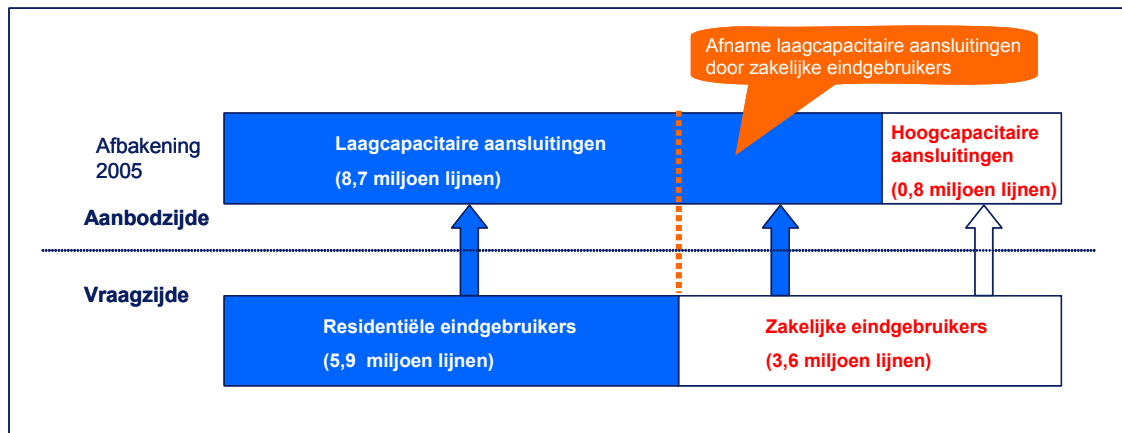 Afname laagcapacitaire aansluitingen
door zakelijke eindgebruikers
Afbakening
2005
Laagcapacitaire aansluitingen
(8,7 miljoen lijnen)
Hoogcapacitaire
aansluitingen
(0,8 miljoen lijnen)
Aanbodzijde
Vraagzijde
Residentiële eindgebruikers
(5,9 miljoen lijnen)
Zakelijke eindgebruikers
(3,6 miljoen lijnen)